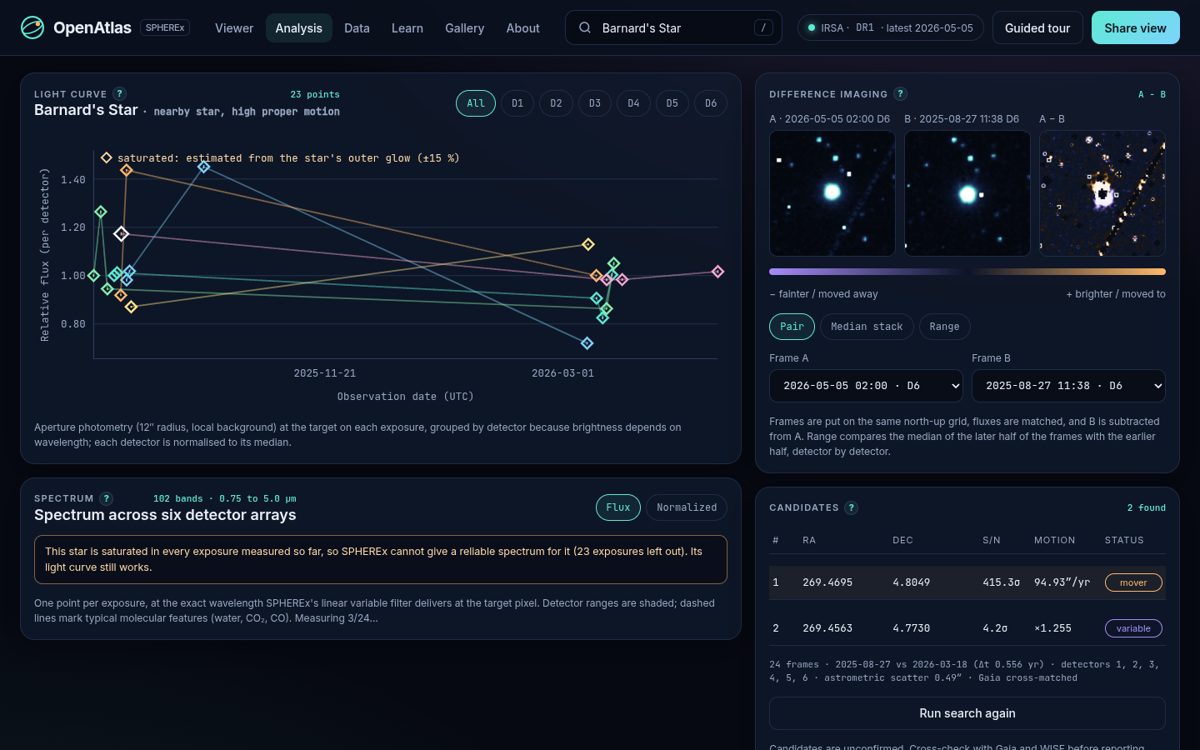 OpenAtlas SPHEREx Viewer Analysis Data Learn Gallery About Barnard's Star / IRSA · DR1 · latest 2026-05-05 Guided tour Share view
LIGHT CURVE ? 23 points
Barnard's Star · nearby star, high proper motion
All D1 D2 D3 D4 D5 D6
saturated: estimated from the star's outer glow (±15 %)
1.40
1.20
1.00
0.80
Relative flux (per detector)
2025-11-21 2026-03-01
Observation date (UTC)
Aperture photometry (12" radius, local background) at the target on each exposure, grouped by detector because brightness depends on
wavelength; each detector is normalised to its median.
SPECTRUM ? 102 bands · 0.75 to 5.0 µm
Spectrum across six detector arrays
Flux Normalized
This star is saturated in every exposure measured so far, so SPHEREx cannot give a reliable spectrum for it (23 exposures left out). Its
light curve still works.
One point per exposure, at the exact wavelength SPHEREx's linear variable filter delivers at the target pixel. Detector ranges are shaded; dashed
lines mark typical molecular features (water, CO₂, CO). Measuring 3/24…
DIFFERENCE IMAGING ? A - B
A · 2026-05-05 02:00 D6 B · 2025-08-27 11:38 D6 A − B
− fainter / moved away + brighter / moved to
Pair Median stack Range
Frame A Frame B
2026-05-05 02:00 · D6 2025-08-27 11:38 · D6
Frames are put on the same north-up grid, fluxes are matched, and B is subtracted
from A. Range compares the median of the later half of the frames with the earlier
half, detector by detector.
CANDIDATES ? 2 found
# RA DEC S/N MOTION STATUS
1 269.4695 4.8049 415.3σ 94.93″/yr mover
2 269.4563 4.7730 4.2σ ×1.255 variable
24 frames · 2025-08-27 vs 2026-03-18 (Δt 0.556 yr) · detectors 1, 2, 3,
4, 5, 6 · astrometric scatter 0.49″ · Gaia cross-matched
Run search again
Candidates are unconfirmed. Cross-check with Gaia and WISE before reporting